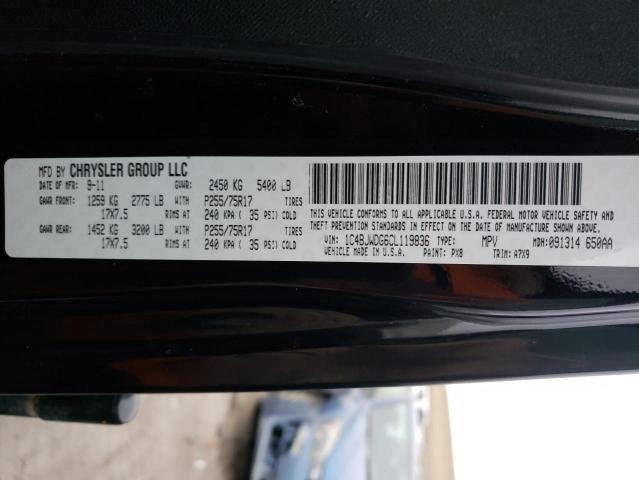 MFD BY CHRYSLER GROUP LLC
DATE OF MFR: 9-11 GVWR: 2450 KG 5400 LB
GAWR FRONT: 1259 KG 2775 LB WITH P255/75R17 TIRES
17X7.5 RIMS AT 240 KPA ( 35 PSI) COLD
GAWR REAR: 1452 KG 3200 LB WITH P255/75R17 TIRES
17X7.5 RIMS AT 240 KPA ( 35 PSI) COLD
THIS VEHICLE CONFORMS TO ALL APPLICABLE U.S.A. FEDERAL MOTOR VEHICLE SAFETY, BUMPER AND
THEFT PREVENTION STANDARDS IN EFFECT ON THE DATE OF MANUFACTURE SHOWN ABOVE.
VIN: 1C4BJWDG6CL119836 TYPE: MPV MDH: 091314 650AA
VEHICLE MADE IN U.S.A. PAINT: PX8 TRIM: A7X9